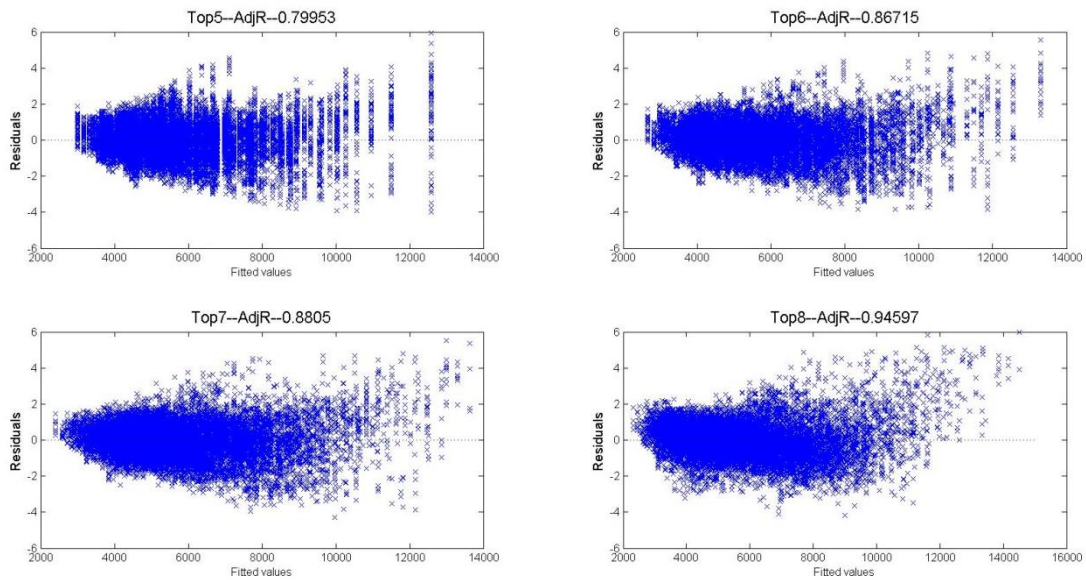 Top5--AdjR--0.79953
6
4
2
0
-2
-4
-6
Residuals
2000 4000 6000 8000 10000 12000 14000
Fitted values
Top6--AdjR--0.86715
6
4
2
0
-2
-4
-6
Residuals
2000 4000 6000 8000 10000 12000 14000
Fitted values
Top7--AdjR--0.8805
6
4
2
0
-2
-4
-6
Residuals
2000 4000 6000 8000 10000 12000 14000
Fitted values
Top8--AdjR--0.94597
6
4
2
0
-2
-4
-6
Residuals
2000 4000 6000 8000 10000 12000 14000 16000
Fitted values